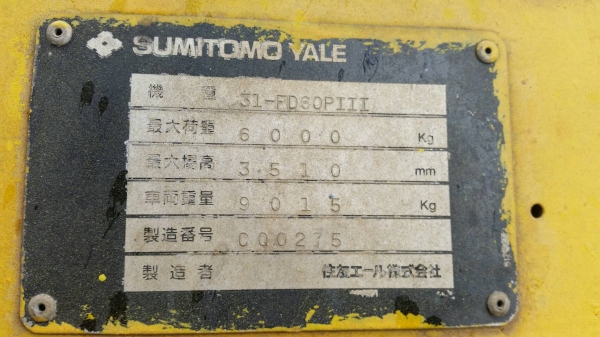 SUMITOMO YALE
機 種 31-FD60PIII
最大荷重 6000 Kg
最大揚高 3510 mm
車両重量 9015 Kg
製造番号 C00275
製造者 住友エール株式会社